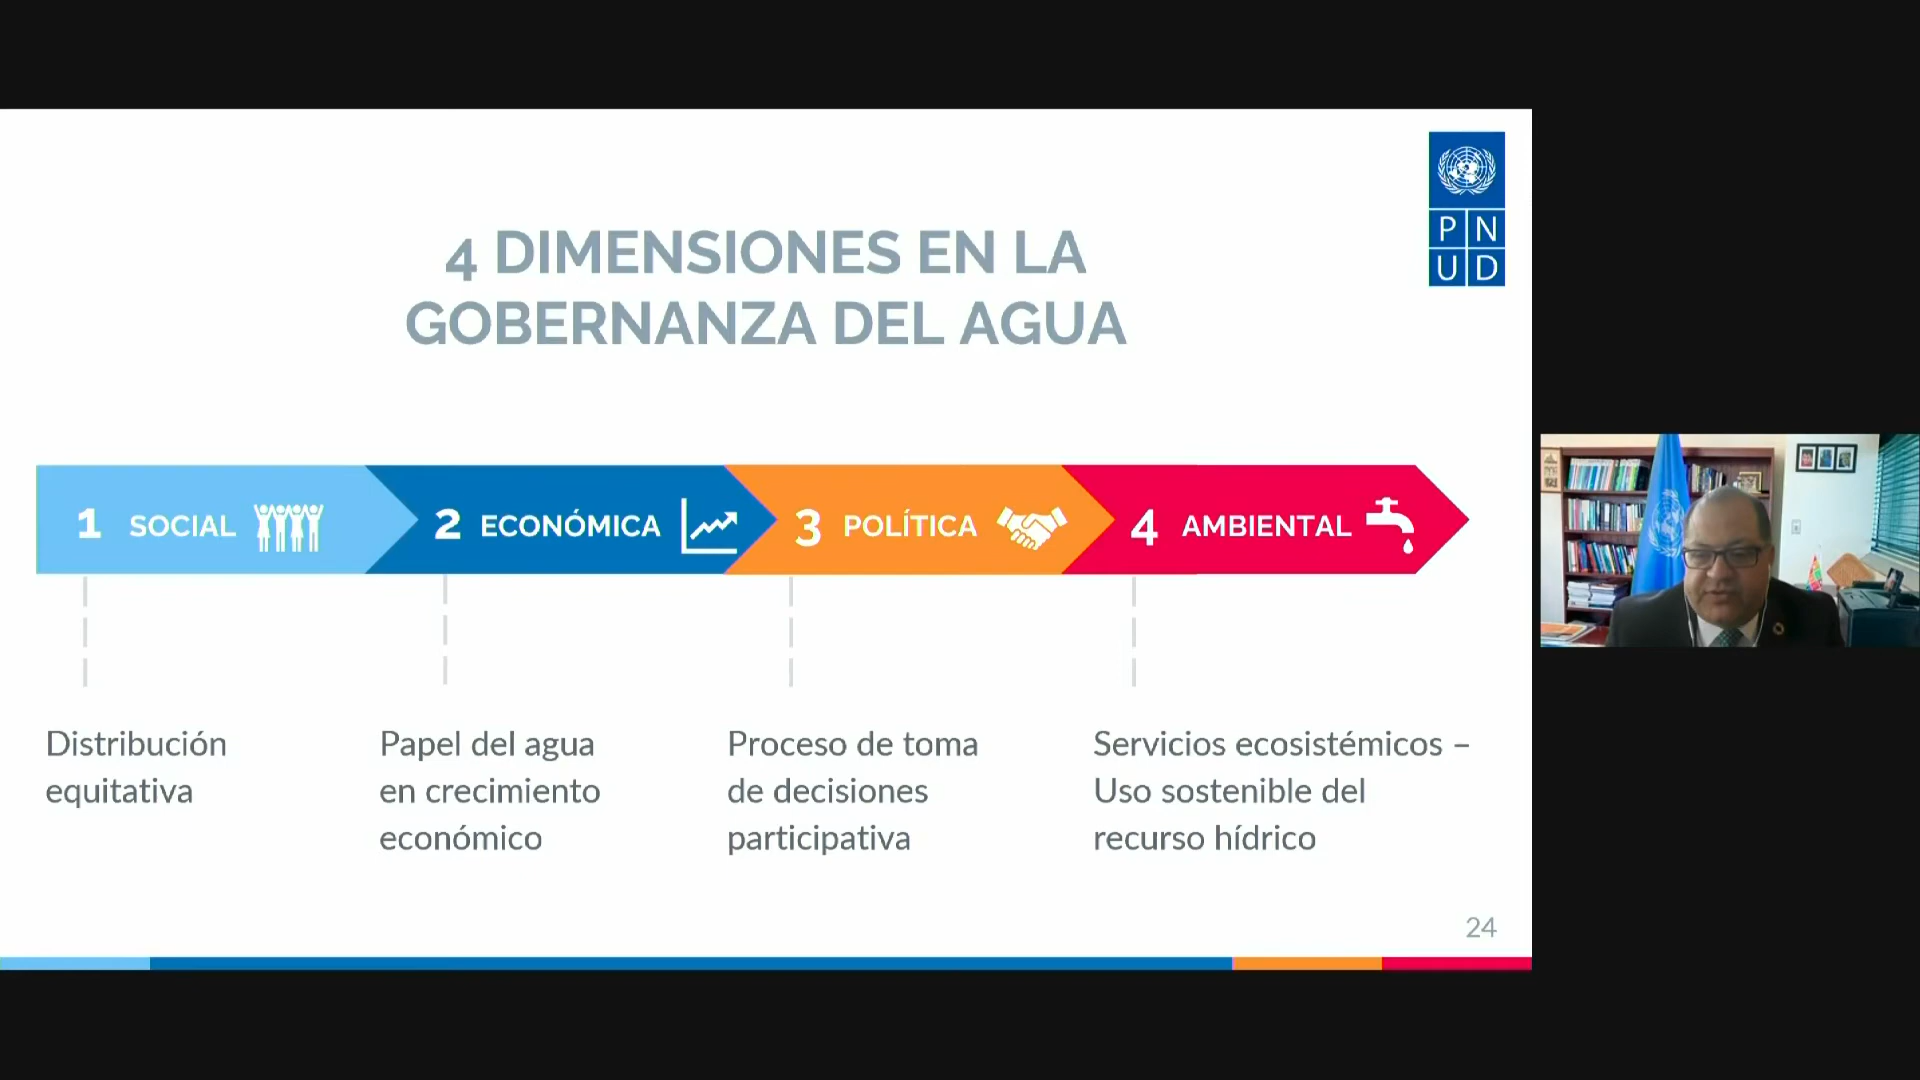 4 DIMENSIONES EN LA
GOBERNANZA DEL AGUA
P N
U D
1 SOCIAL
2 ECONÓMICA
3 POLÍTICA
4 AMBIENTAL
Distribución
equitativa
Papel del agua
en crecimiento
económico
Proceso de toma
de decisiones
participativa
Servicios ecosistémicos –
Uso sostenible del
recurso hídrico
24